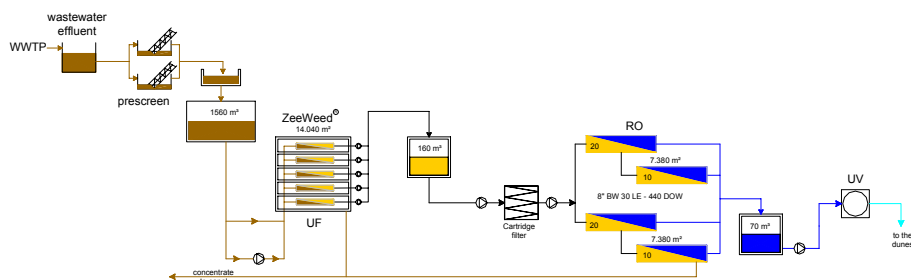 wastewater
effluent
WWTP
prescreen
1560 m³
ZeeWeed®
14.040 m²
UF
160 m³
Cartridge
filter
RO
20
7.380 m²
10
8" BW 30 LE - 440 DOW
20
7.380 m²
10
70 m³
UV
to the
dunes
concentrate